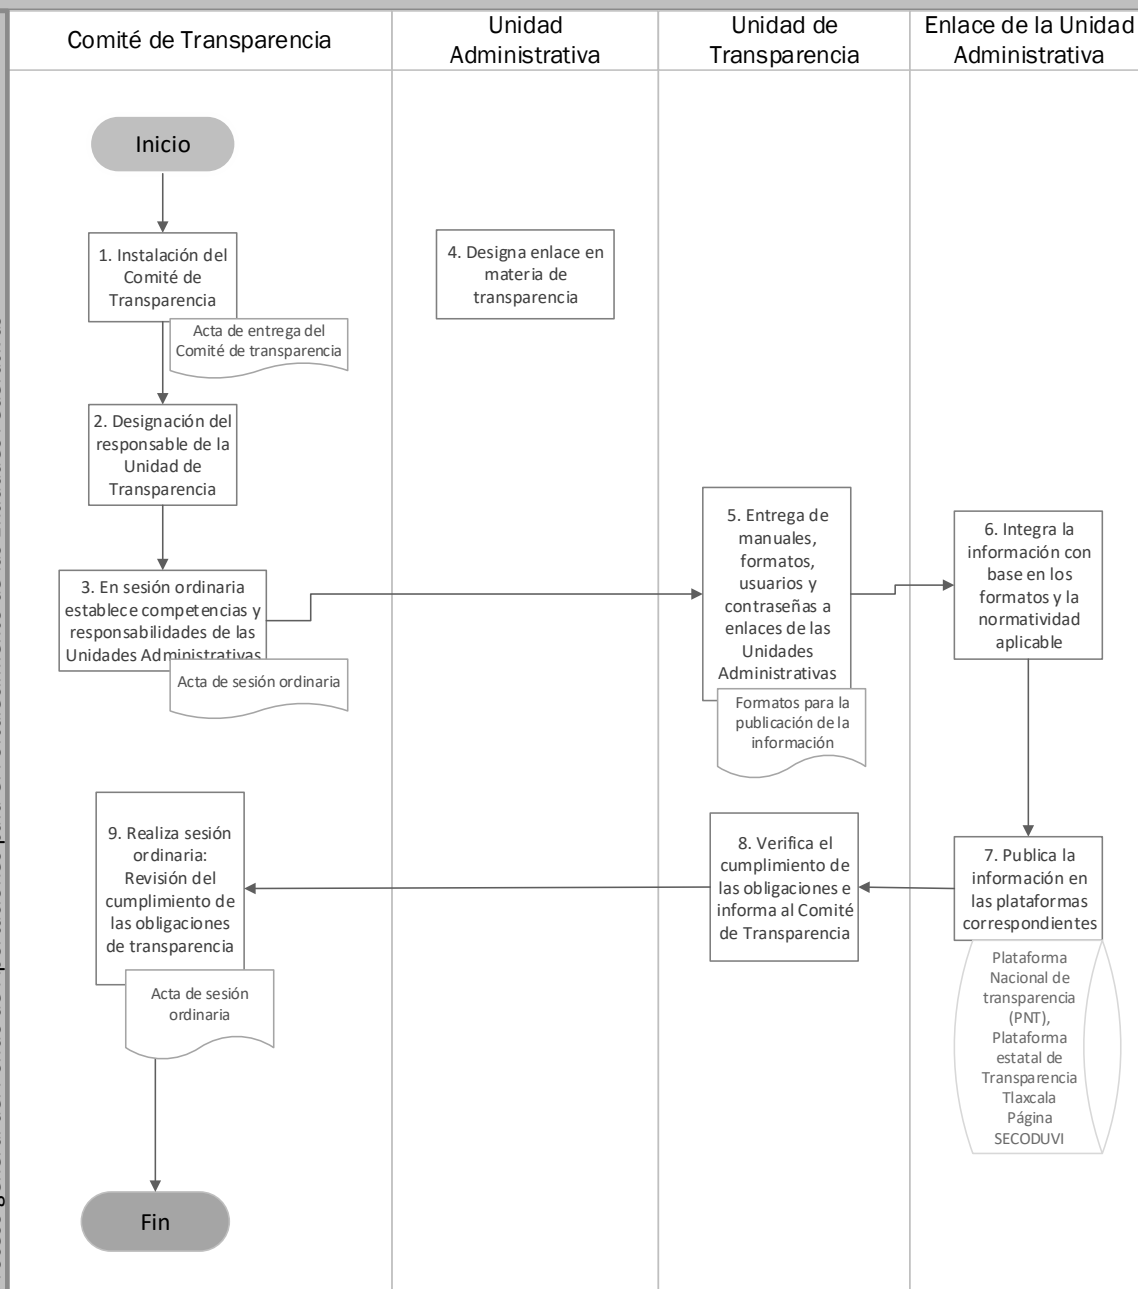 Comité de Transparencia
Unidad
Administrativa
Unidad de
Transparencia
Enlace de la Unidad
Administrativa
Inicio
1. Instalación del
Comité de
Transparencia
Acta de entrega del
Comité de transparencia
2. Designación del
responsable de la
Unidad de
Transparencia
3. En sesión ordinaria
establece competencias y
responsabilidades de las
Unidades Administrativas
Acta de sesión ordinaria
4. Designa enlace en
materia de
transparencia
5. Entrega de
manuales,
formatos,
usuarios y
contraseñas a
enlaces de las
Unidades
Administrativas
Formatos para la
publicación de la
información
6. Integra la
información con
base en los
formatos y la
normatividad
aplicable
7. Publica la
información en
las plataformas
correspondientes
Plataforma
Nacional de
transparencia
(PNT),
Plataforma
estatal de
Transparencia
Tlaxcala
Página
SECODUVI
8. Verifica el
cumplimiento de
las obligaciones e
informa al Comité
de Transparencia
9. Realiza sesión
ordinaria:
Revisión del
cumplimiento de
las obligaciones
de transparencia
Acta de sesión
ordinaria
Fin